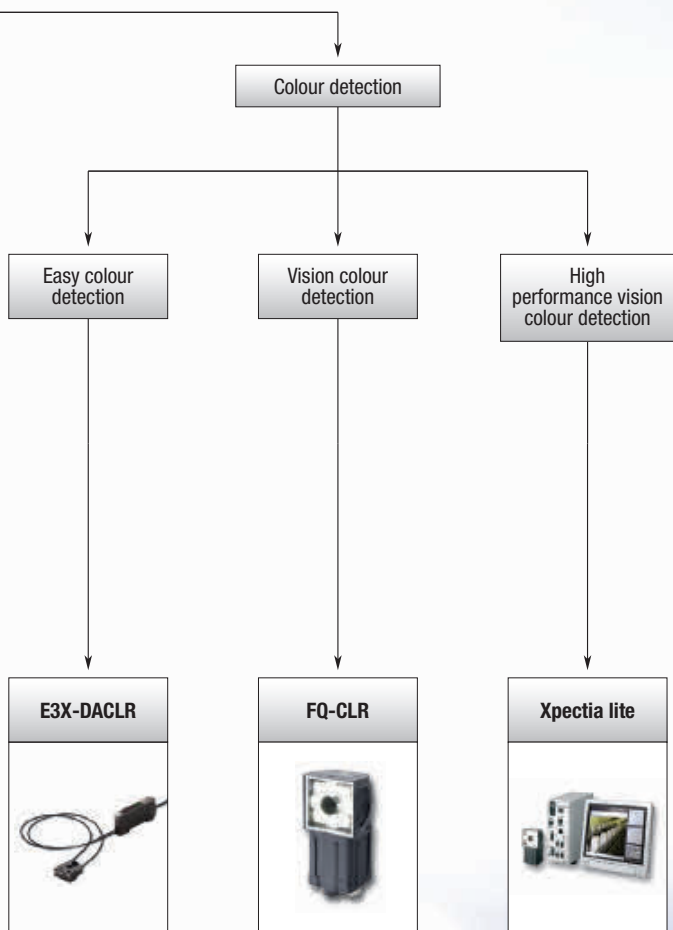 Colour detection
Easy colour
detection
Vision colour
detection
High
performance vision
colour detection
E3X-DACLR
FQ-CLR
Xpectia lite